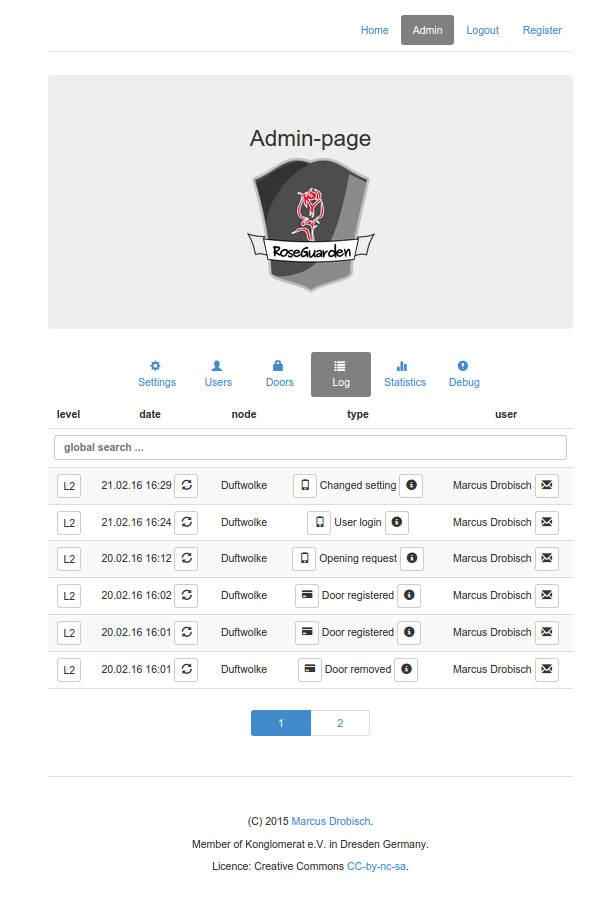 Home Admin Logout Register
Admin-page
RoseGuarden
Settings Users Doors Log Statistics Debug
level date node type user
global search ...
L2 21.02.16 16:29 Duftwolke Changed setting Marcus Drobisch
L2 21.02.16 16:24 Duftwolke User login Marcus Drobisch
L2 20.02.16 16:12 Duftwolke Opening request Marcus Drobisch
L2 20.02.16 16:02 Duftwolke Door registered Marcus Drobisch
L2 20.02.16 16:01 Duftwolke Door registered Marcus Drobisch
L2 20.02.16 16:01 Duftwolke Door removed Marcus Drobisch
1 2
(C) 2015 Marcus Drobisch.
Member of Konglomerat e.V. in Dresden Germany.
Licence: Creative Commons CC-by-nc-sa.